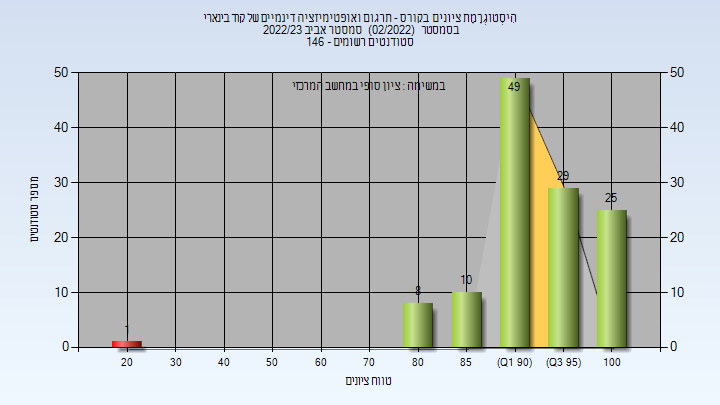 היסטוגרמת ציונים בקורס - תרגום ואופטימיזציה דינמיים של קוד בינארי
בסמסטר (02/2022) סמסטר אביב 2022/23
סטודנטים רשומים - 146
במשימה : ציון סופי במחשב המרכזי
50 50
40 40
30 30
20 20
10 10
0 0
מספר סטודנטים
1 8 10 49 29 25
20 30 40 50 60 70 80 85 (Q1 90) (Q3 95) 100
טווח ציונים